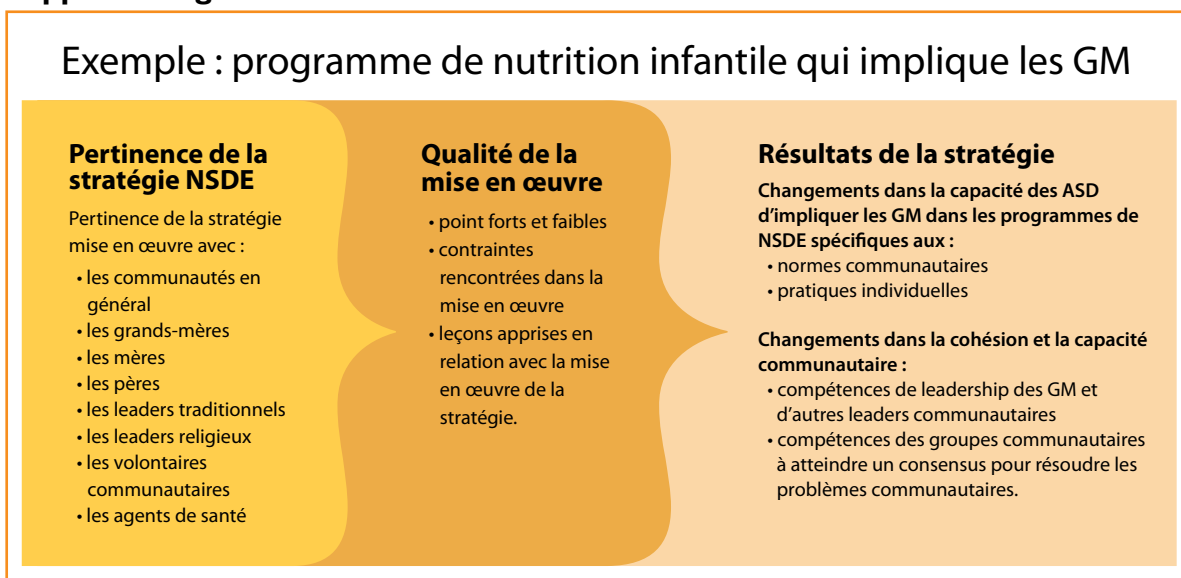 Exemple : programme de nutrition infantile qui implique les GM
Pertinence de la
stratégie NSDE
Pertinence de la stratégie
mise en œuvre avec :
• les communautés en
général
• les grands-mères
• les mères
• les pères
• les leaders traditionnels
• les leaders religieux
• les volontaires
communautaires
• les agents de santé
Qualité de la
mise en œuvre
• point forts et faibles
• contraintes
rencontrées dans la
mise en œuvre
• leçons apprises en
relation avec la mise
en œuvre de la
stratégie.
Résultats de la stratégie
Changements dans la capacité des ASD
d’impliquer les GM dans les programmes de
NSDE spécifiques aux :
• normes communautaires
• pratiques individuelles
Changements dans la cohésion et la capacité
communautaire :
• compétences de leadership des GM et
d’autres leaders communautaires
• compétences des groupes communautaires
à atteindre un consensus pour résoudre les
problèmes communautaires.